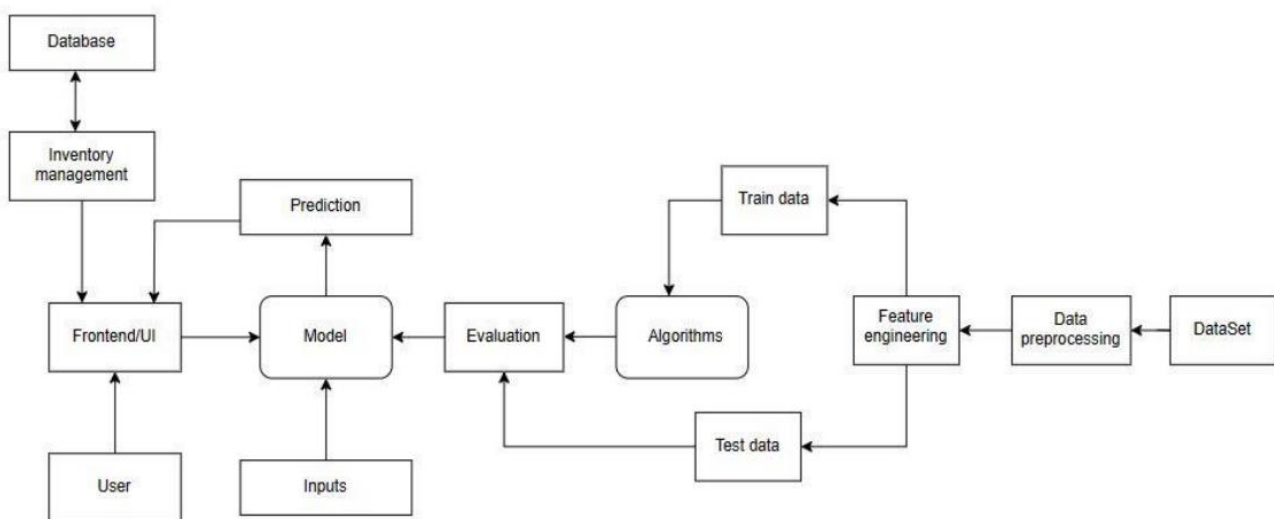 Database
Inventory
management
Prediction
Train data
Frontend/UI
Model
Evaluation
Algorithms
Feature
engineering
Data
preprocessing
DataSet
Test data
User
Inputs